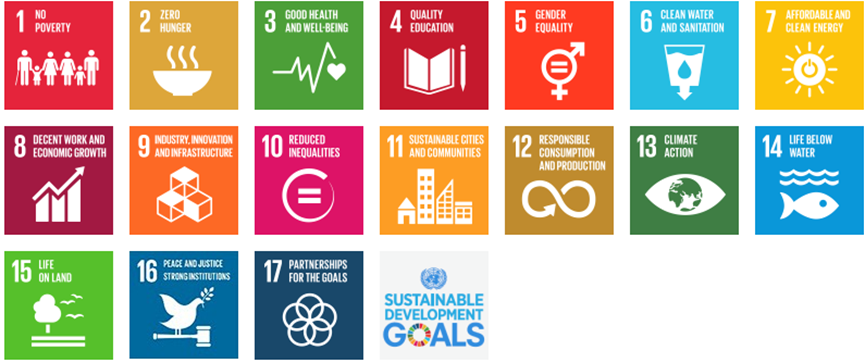 1 NO
POVERTY
2 ZERO
HUNGER
3 GOOD HEALTH
AND WELL-BEING
4 QUALITY
EDUCATION
5 GENDER
EQUALITY
6 CLEAN WATER
AND SANITATION
7 AFFORDABLE AND
CLEAN ENERGY
8 DECENT WORK AND
ECONOMIC GROWTH
9 INDUSTRY, INNOVATION
AND INFRASTRUCTURE
10 REDUCED
INEQUALITIES
11 SUSTAINABLE CITIES
AND COMMUNITIES
12 RESPONSIBLE
CONSUMPTION
AND PRODUCTION
13 CLIMATE
ACTION
14 LIFE BELOW
WATER
15 LIFE
ON LAND
16 PEACE AND JUSTICE
STRONG INSTITUTIONS
17 PARTNERSHIPS
FOR THE GOALS
SUSTAINABLE
DEVELOPMENT
GOALS